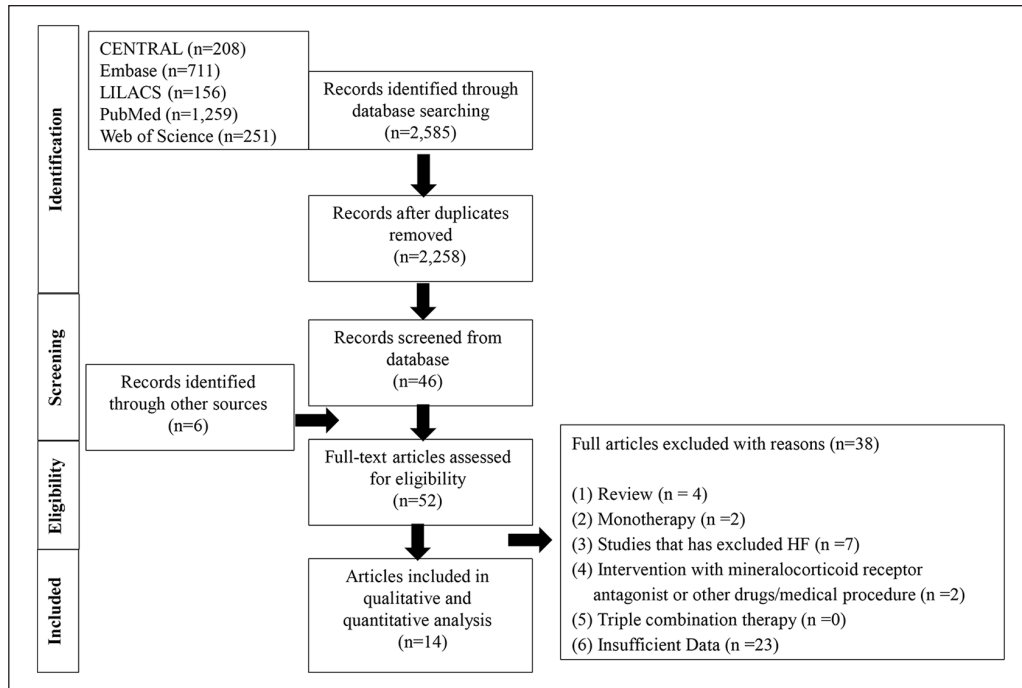 Identification
CENTRAL (n=208)
Embase (n=711)
LILACS (n=156)
PubMed (n=1,259)
Web of Science (n=251)
Records identified through
database searching
(n=2,585)
Records after duplicates
removed
(n=2,258)
Screening
Records screened from
database
(n=46)
Records identified
through other sources
(n=6)
Eligibility
Full-text articles assessed
for eligibility
(n=52)
Full articles excluded with reasons (n=38)
(1) Review (n = 4)
(2) Monotherapy (n =2)
(3) Studies that has excluded HF (n =7)
(4) Intervention with mineralocorticoid receptor
antagonist or other drugs/medical procedure (n =2)
(5) Triple combination therapy (n =0)
(6) Insufficient Data (n =23)
Included
Articles included in
qualitative and
quantitative analysis
(n=14)